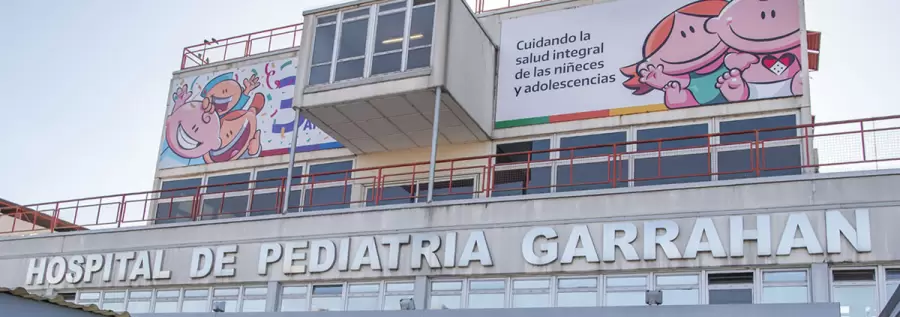 Cuidando la
salud integral
de las niñeces
y adolescencias
HOSPITAL DE PEDIATRIA GARRAHAN